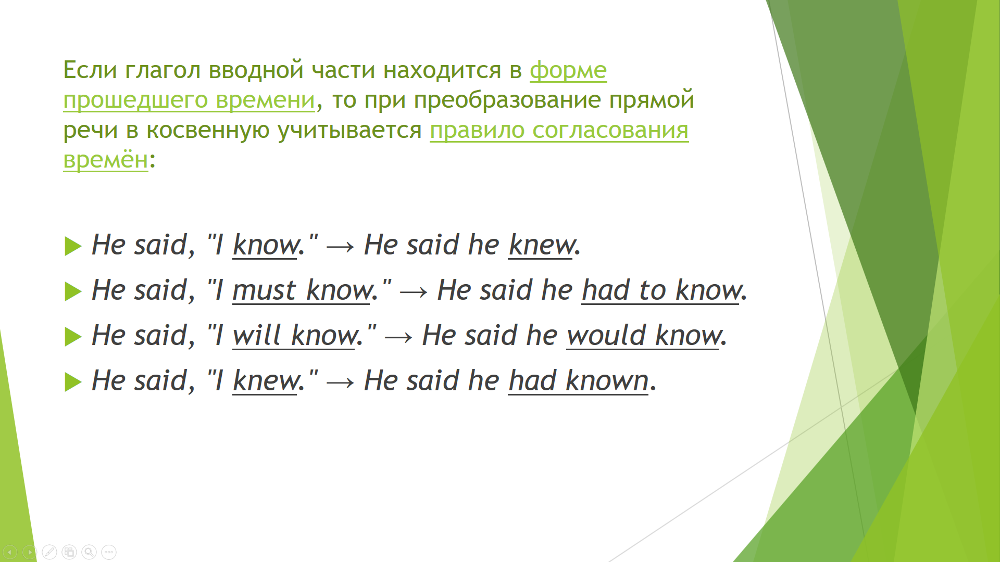 Если глагол вводной части находится в форме
прошедшего времени, то при преобразование прямой
речи в косвенную учитывается правило согласования
времён:
He said, "I know." → He said he knew.
He said, "I must know." → He said he had to know.
He said, "I will know." → He said he would know.
He said, "I knew." → He said he had known.